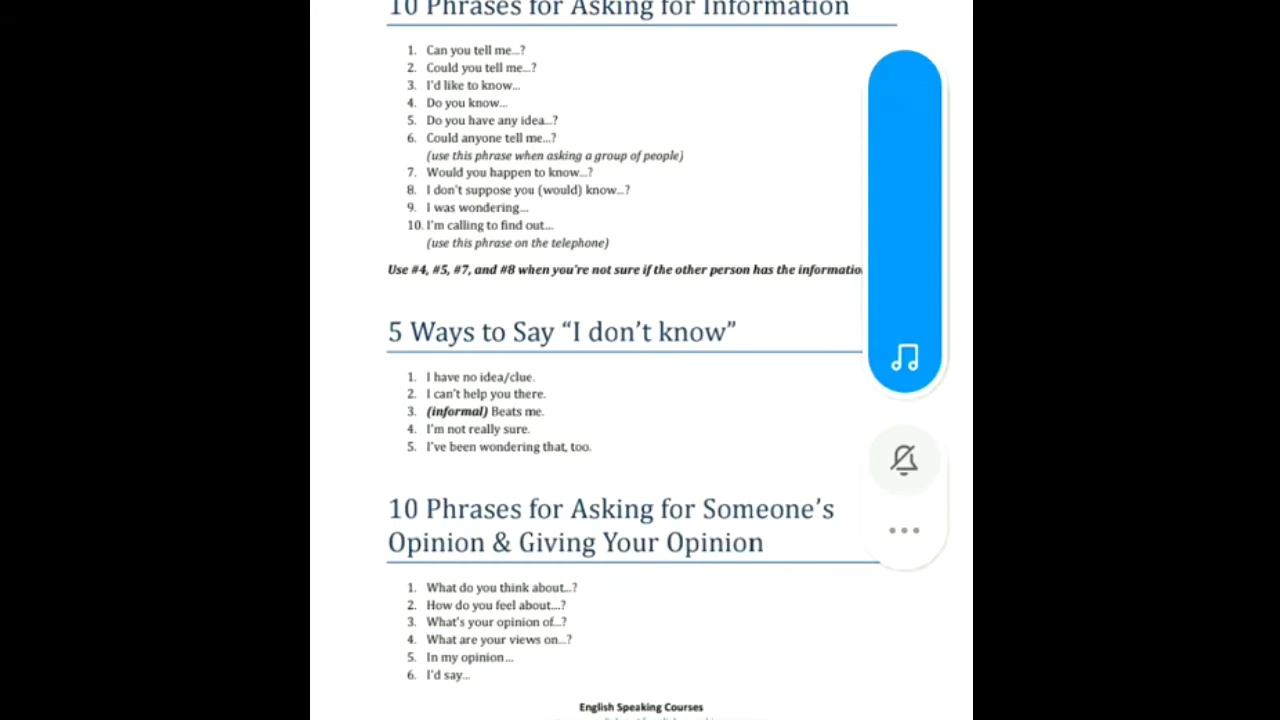 10 Phrases for Asking for Information
1. Can you tell me...?
2. Could you tell me...?
3. I'd like to know...
4. Do you know...
5. Do you have any idea...?
6. Could anyone tell me...?
(use this phrase when asking a group of people)
7. Would you happen to know...?
8. I don't suppose you (would) know...?
9. I was wondering...
10. I'm calling to find out...
(use this phrase on the telephone)
Use #4, #5, #7, and #8 when you're not sure if the other person has the informatio
5 Ways to Say “I don't know”
1. I have no idea/clue.
2. I can't help you there.
3. (informal) Beats me.
4. I'm not really sure.
5. I've been wondering that, too.
10 Phrases for Asking for Someone's
Opinion & Giving Your Opinion
1. What do you think about...?
2. How do you feel about...?
3. What's your opinion of...?
4. What are your views on...?
5. In my opinion...
6. I'd say...
English Speaking Courses